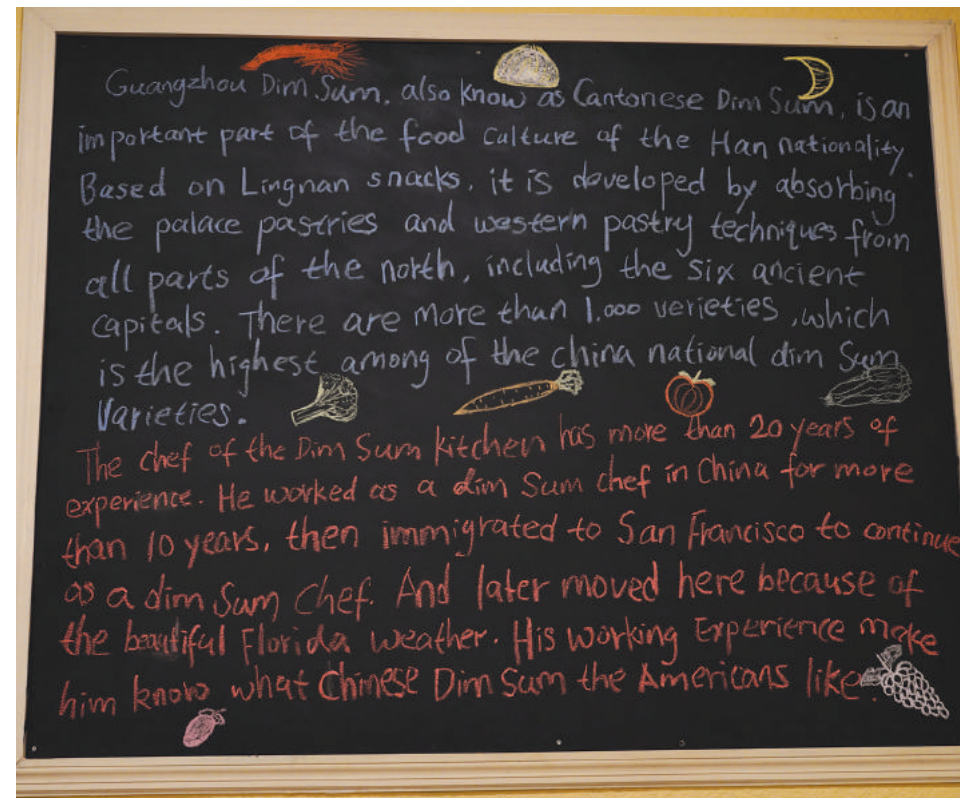 Guangzhou Dim Sum, also know as Cantonese Dim Sum, is an
important part of the food culture of the Han nationality.
Based on Lingnan snacks, it is developed by absorbing
the palace pastries and western pastry techniques from
all parts of the north, including the six ancient
capitals. There are more than 1,000 verieties, which
is the highest among of the china national dim Sum
Varieties.
The chef of the Dim Sum kitchen has more than 20 years of
experience. He worked as a dim Sum chef in China for more
than 10 years, then immigrated to San Francisco to continue
as a dim Sum Chef. And later moved here because of
the beautiful Florida weather. His working Experience make
him know what Chinese Dim Sum the Americans like.